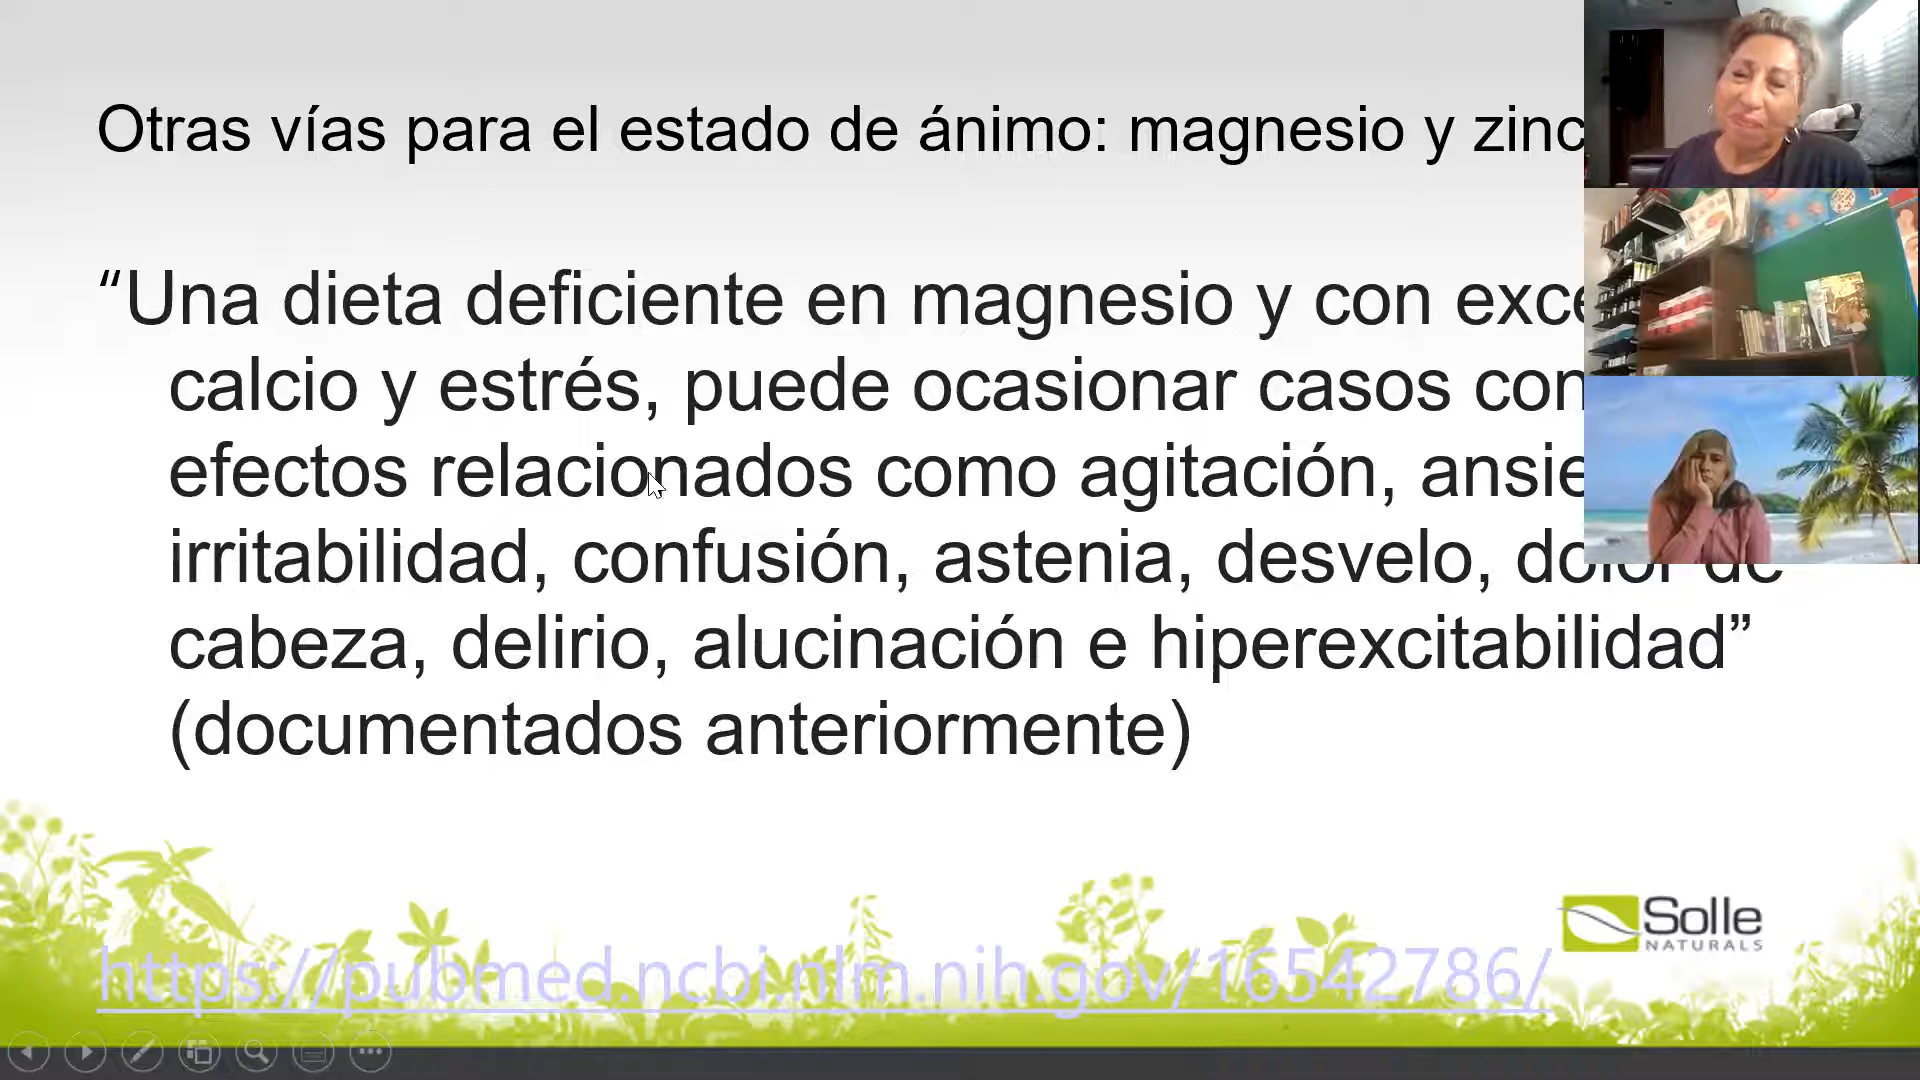 Otras vías para el estado de ánimo: magnesio y zinc
“Una dieta deficiente en magnesio y con
calcio y estrés, puede ocasionar casos con
efectos relacionados como agitación,
irritabilidad, confusión, astenia, desvelo, dolor de
cabeza, delirio, alucinación e hiperexcitabilidad”
(documentados anteriormente)
Solle
NATURALS
https://pubmed.ncbi.nlm.nih.gov/16542786/